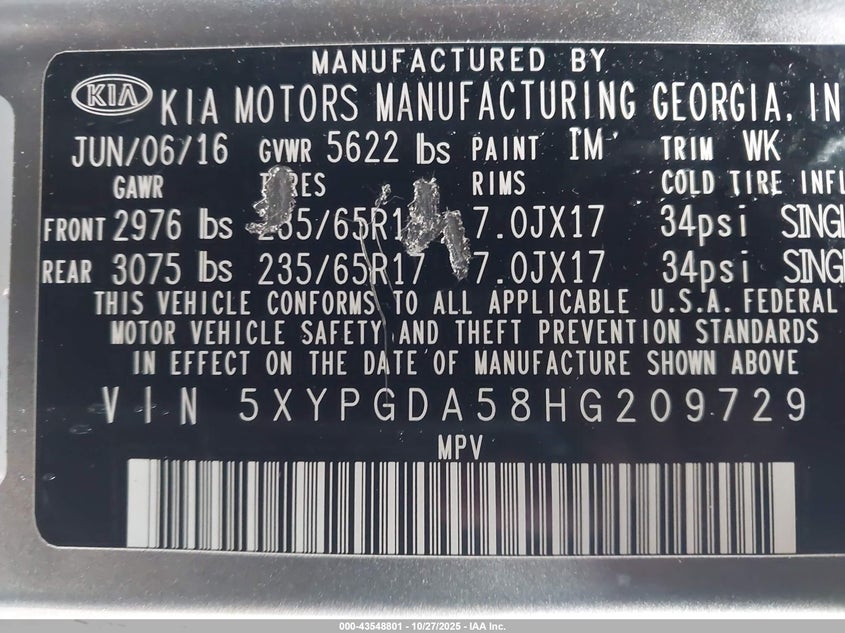 MANUFACTURED BY
KIA KIA MOTORS MANUFACTURING GEORGIA, IN
JUN/06/16 GVWR 5622 lbs PAINT IM TRIM WK
GAWR RIMS COLD TIRE INFL
FRONT 2976 lbs 7.0JX17 34psi SINGL
REAR 3075 lbs 235/65R17 7.0JX17 34psi SING
THIS VEHICLE CONFORMS TO ALL APPLICABLE U.S.A. FEDERAL
MOTOR VEHICLE SAFETY AND THEFT PREVENTION STANDARDS
IN EFFECT ON THE DATE OF MANUFACTURE SHOWN ABOVE
VIN 5XYPGDA58HG209729
MPV
000-43548801 - 10/27/2025 - IAA Inc.